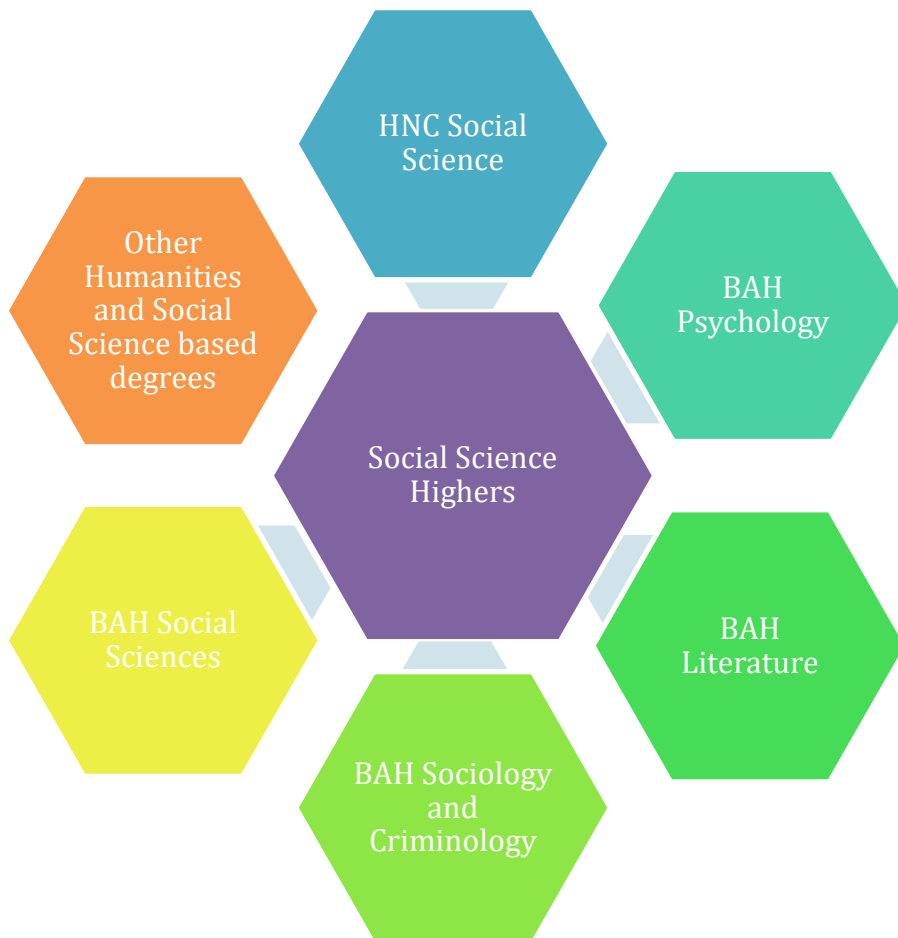 HNC Social
Science
BAH
Psychology
BAH
Literature
BAH Sociology
and
Criminology
BAH Social
Sciences
Other
Humanities
and Social
Science based
degrees
Social Science
Highers